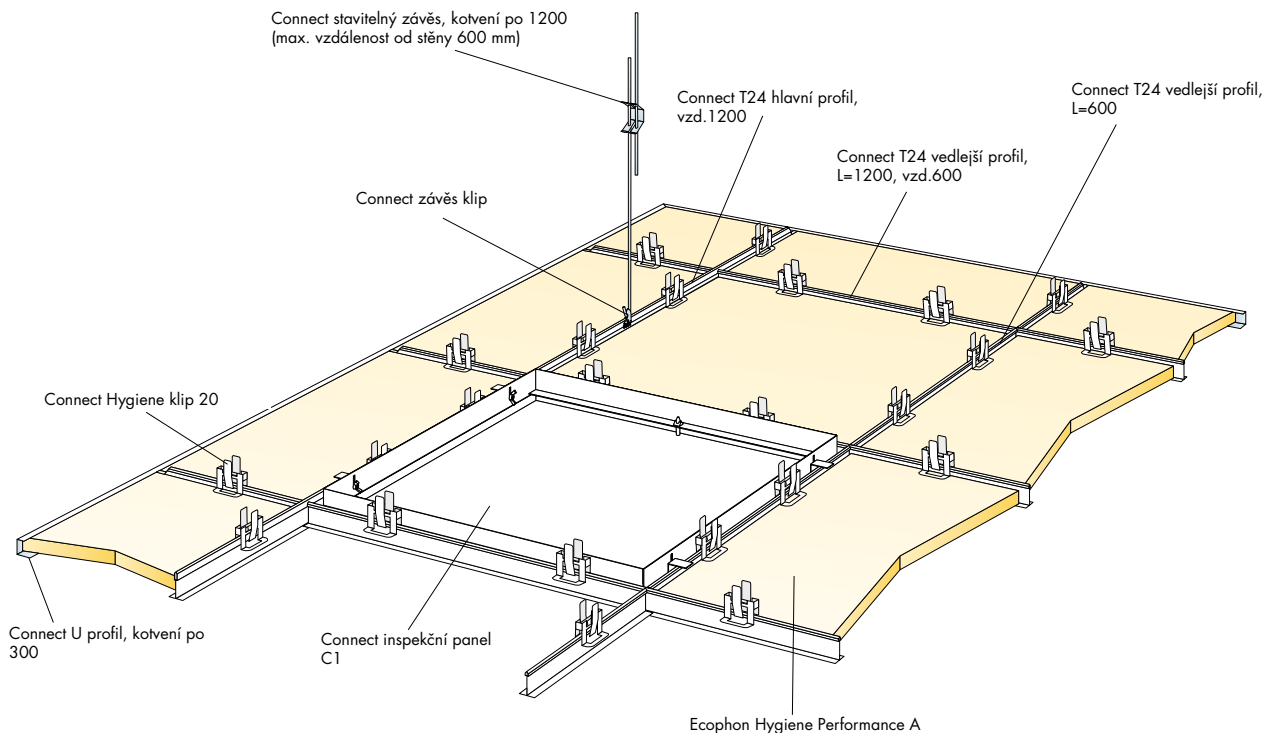 Connect stavitelný závěs, kotvení po 1200
(max. vzdálenost od stěny 600 mm)
Connect T24 hlavní profil,
vzd.1200
Connect T24 vedlejší profil,
L=600
Connect T24 vedlejší profil,
L=1200, vzd.600
Connect závěs klip
Connect Hygiene klip 20
Connect U profil, kotvení po
300
Connect inspekční panel
C1
Ecophon Hygiene Performance A